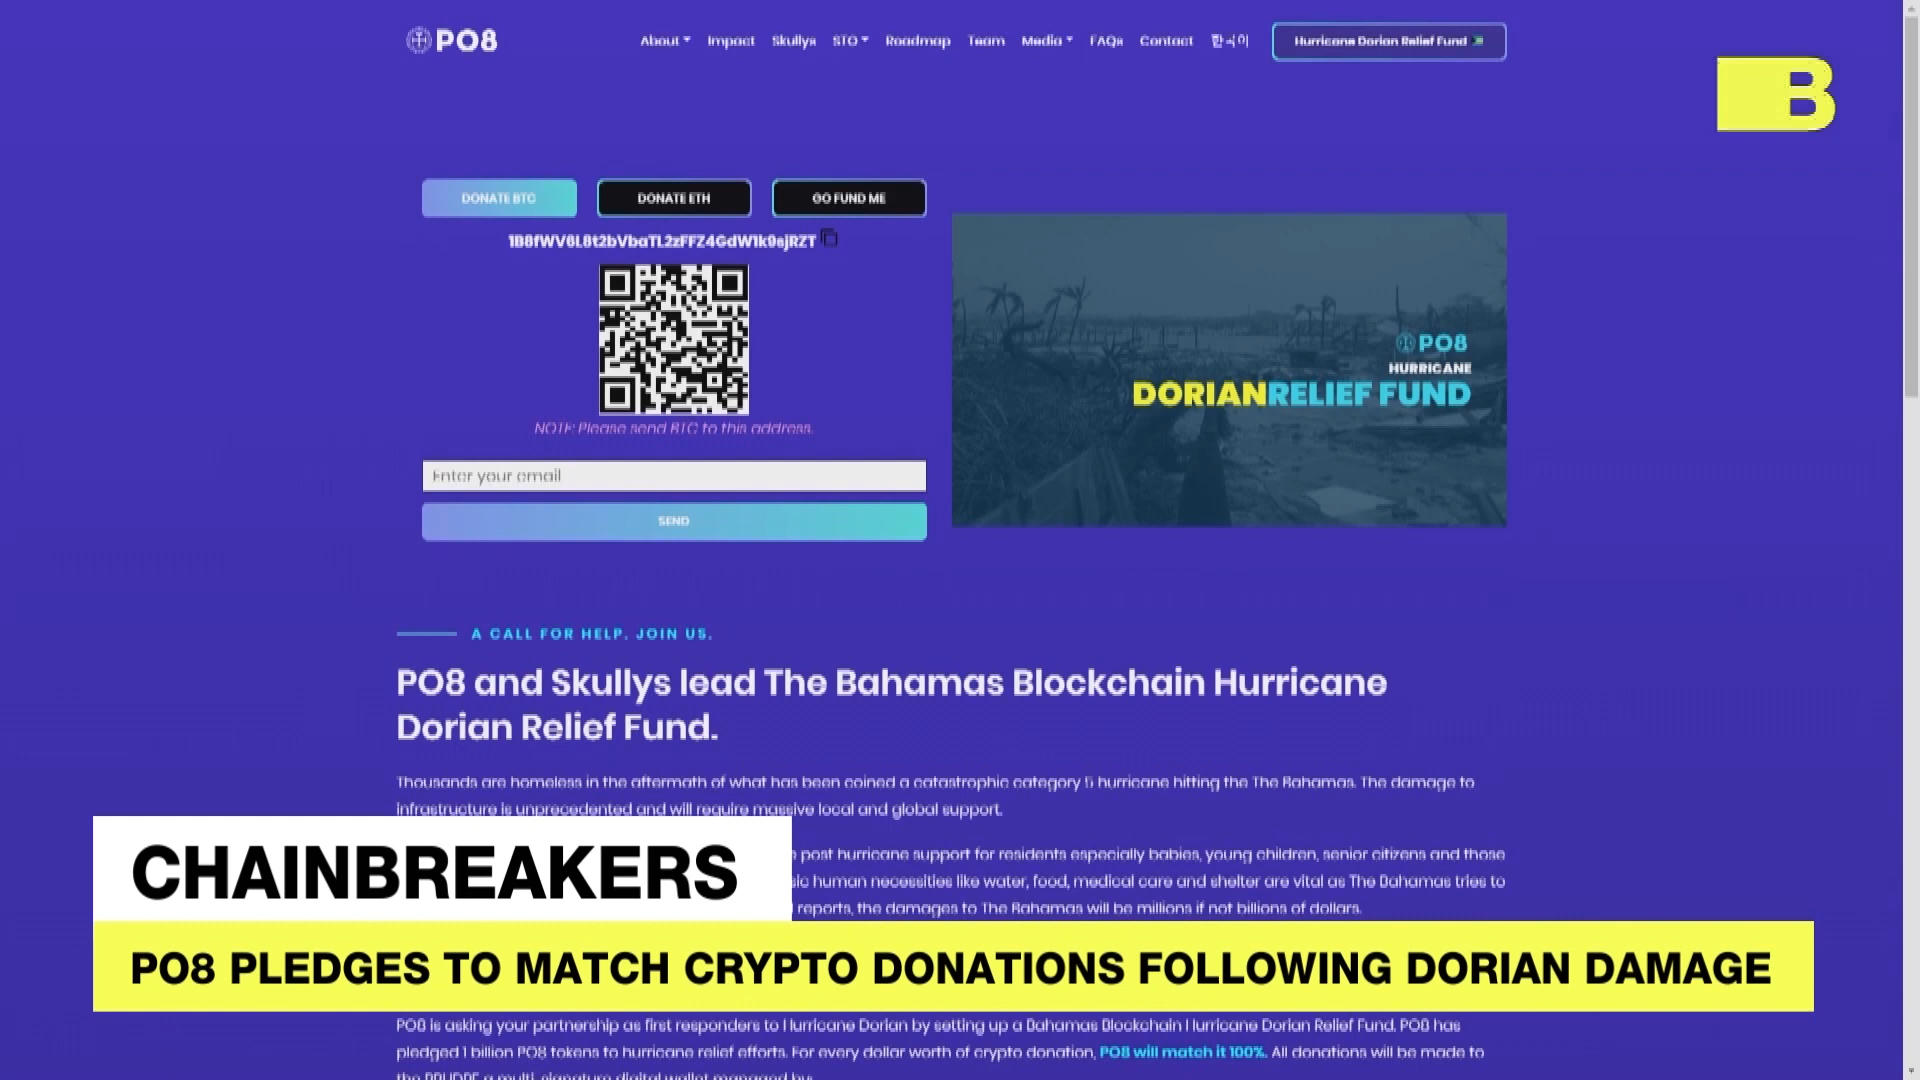 PO8
About Impact Skullys STO Roadmap Team Media FAQs Contact 한국어 Hurricane Dorian Relief Fund
B
DONATE BTC DONATE ETH GO FUND ME
NOTE: Please send BTC to this address.
Enter your email
SEND
PO8
HURRICANE
DORIANRELIEF FUND
A CALL FOR HELP. JOIN US.
PO8 and Skullys lead The Bahamas Blockchain Hurricane
Dorian Relief Fund.
Thousands are homeless in the aftermath of what has been coined a catastrophic category 5 hurricane hitting the The Bahamas. The damage to
infrastructure is unprecedented and will require massive local and global support.
post hurricane support for residents especially babies, young children, senior citizens and those
human necessities like water, food, medical care and shelter are vital as The Bahamas tries to
reports, the damages to The Bahamas will be millions if not billions of dollars.
CHAINBREAKERS
PO8 PLEDGES TO MATCH CRYPTO DONATIONS FOLLOWING DORIAN DAMAGE
PO8 is asking your partnership as first responders to Hurricane Dorian by setting up a Bahamas Blockchain Hurricane Dorian Relief Fund. PO8 has
pledged 1 billion PO8 tokens to hurricane relief efforts. For every dollar worth of crypto donation, PO8 will match it 100%. All donations will be made to